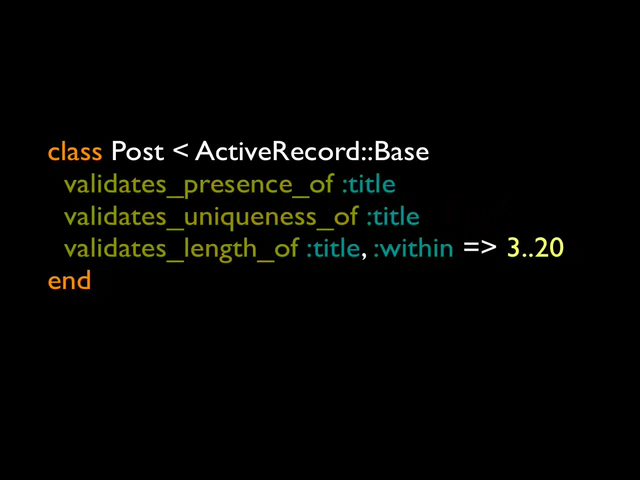 class Post < ActiveRecord::Base
validates_presence_of :title
validates_uniqueness_of :title
validates_length_of :title, :within => 3..20
end